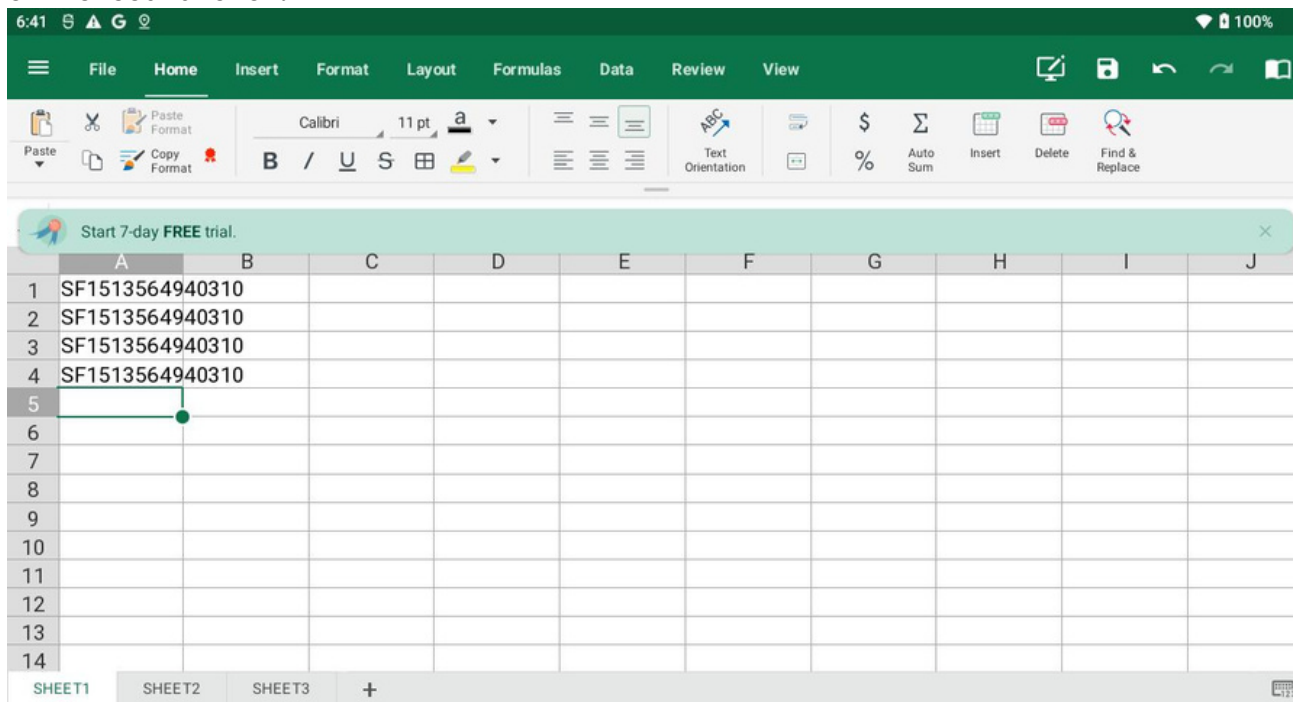 6:41 100%
File Home Insert Format Layout Formulas Data Review View
Paste
Paste Format
Copy Format
Calibri 11 pt a
B I U S
ABC
Text Orientation
$ %
Σ
Auto Sum
Insert
Delete
Find & Replace
Start 7-day FREE trial.
A B C D E F G H I J
1 SF1513564940310
2 SF1513564940310
3 SF1513564940310
4 SF1513564940310
5
6
7
8
9
10
11
12
13
14
SHEET1 SHEET2 SHEET3 +